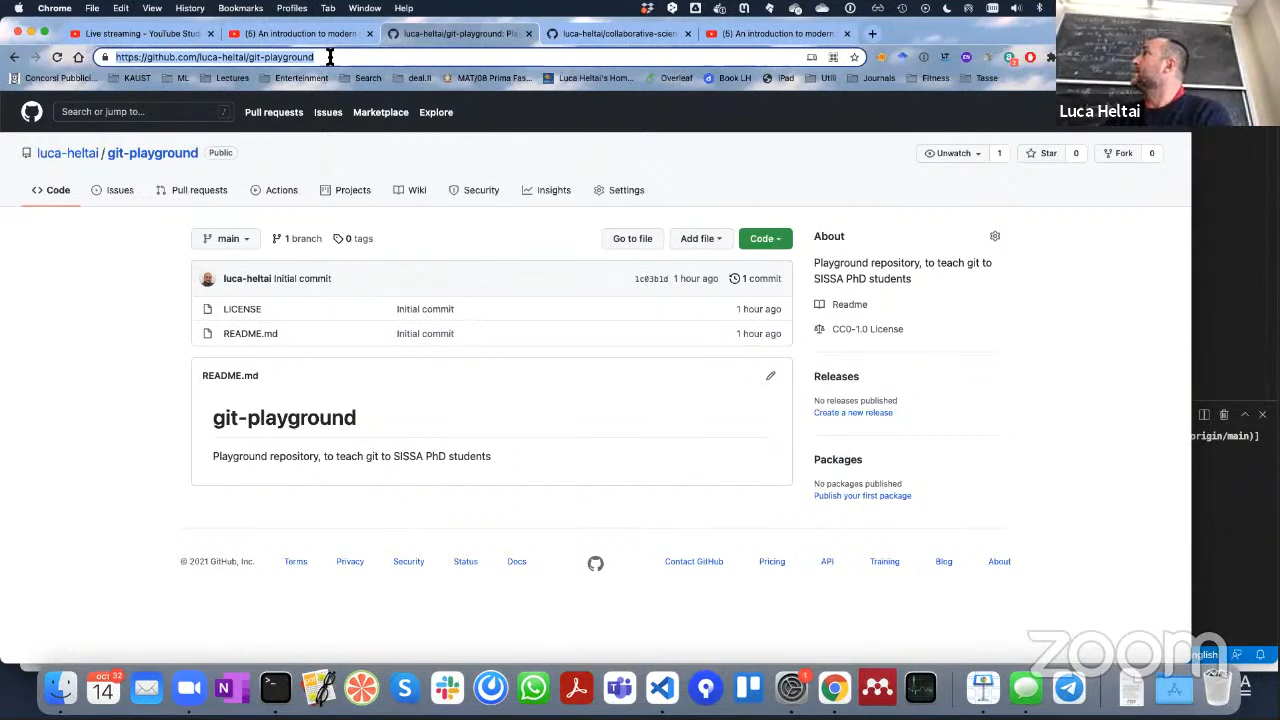 Chrome File Edit View History Bookmarks Profiles Tab Window Help
Live streaming - YouTube Studi
(5) An introduction to modern
luca-heltai/git-playground: Pla
luca-heltai/collaborative-scien
(5) An introduction to modern
https://github.com/luca-heltai/git-playground
Concorsi Pubblici... KAUST ML Lectures Entertainment Search deal.II MAT/08 Prima Fas... Luca Heltai's Hom... Overleaf Book LH iPad Utili Journals Fitness Tasse
Luca Heltai
Search or jump to... /
Pull requests Issues Marketplace Explore
luca-heltai / git-playground Public
Unwatch 1 Star 0 Fork 0
Code Issues Pull requests Actions Projects Wiki Security Insights Settings
main 1 branch 0 tags
Go to file Add file Code
About
Playground repository, to teach git to
SISSA PhD students
luca-heltai Initial commit 1c03b1d 1 hour ago 1 commit
LICENSE Initial commit 1 hour ago
README.md Initial commit 1 hour ago
Readme
CC0-1.0 License
README.md
git-playground
Playground repository, to teach git to SISSA PhD students
Releases
No releases published
Create a new release
Packages
No packages published
Publish your first package
origin/main)]
© 2021 GitHub, Inc. Terms Privacy Security Status Docs Contact GitHub Pricing API Training Blog About
zoom
nglish
OCT
14
32
1